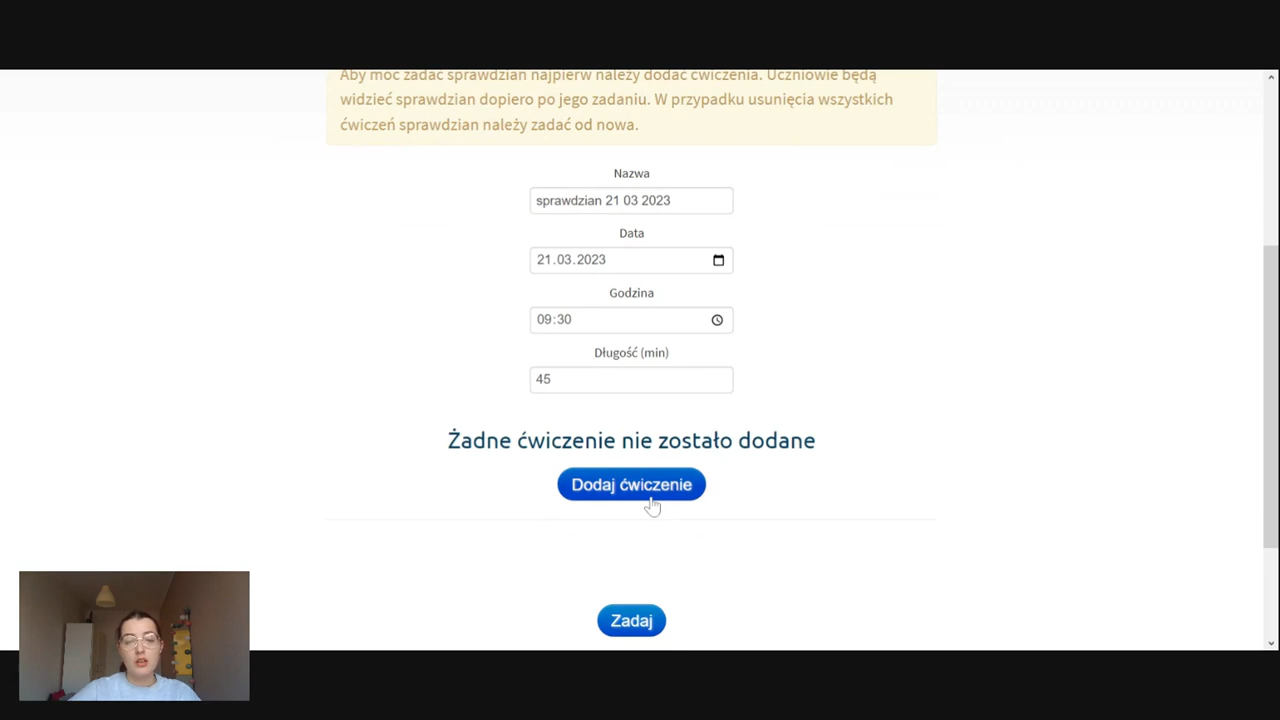 Aby móc zadać sprawdzian najpierw należy dodać ćwiczenia. Uczniowie będą
widzieć sprawdzian dopiero po jego zadaniu. W przypadku usunięcia wszystkich
ćwiczeń sprawdzian należy zadać od nowa.
Nazwa
sprawdzian 21 03 2023
Data
21.03.2023
Godzina
09:30
Długość (min)
45
Żadne ćwiczenie nie zostało dodane
Dodaj ćwiczenie
Zadaj